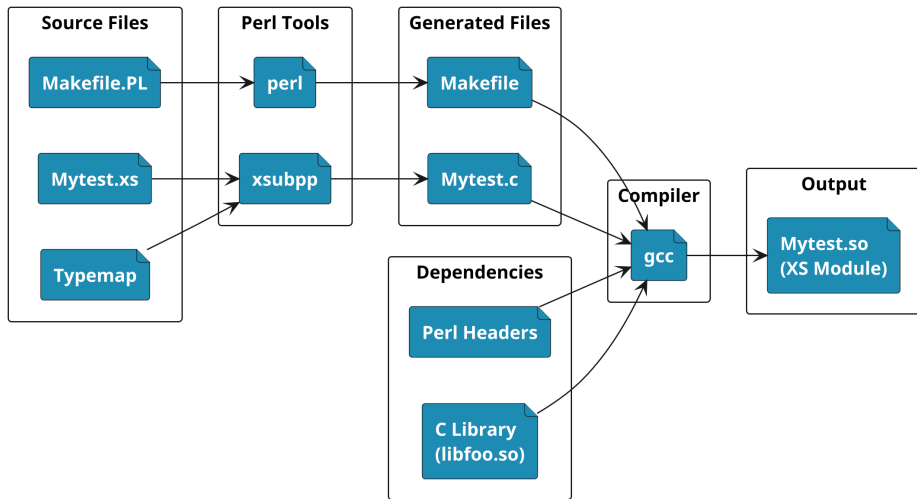 Source Files
Makefile.PL
Mytest.xs
Typemap
Perl Tools
perl
xsubpp
Generated Files
Makefile
Mytest.c
Dependencies
Perl Headers
C Library
(libfoo.so)
Compiler
gcc
Output
Mytest.so
(XS Module)